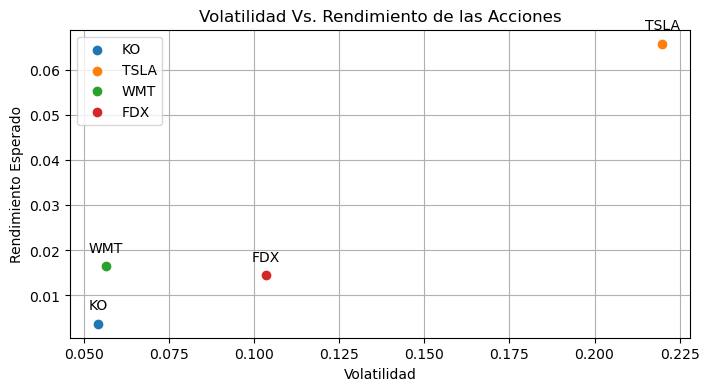 Volatilidad Vs. Rendimiento de las Acciones
KO
TSLA
WMT
FDX
TSLA
WMT
FDX
KO
Rendimiento Esperado
0.06
0.05
0.04
0.03
0.02
0.01
0.050
0.075
0.100
0.125
0.150
0.175
0.200
0.225
Volatilidad